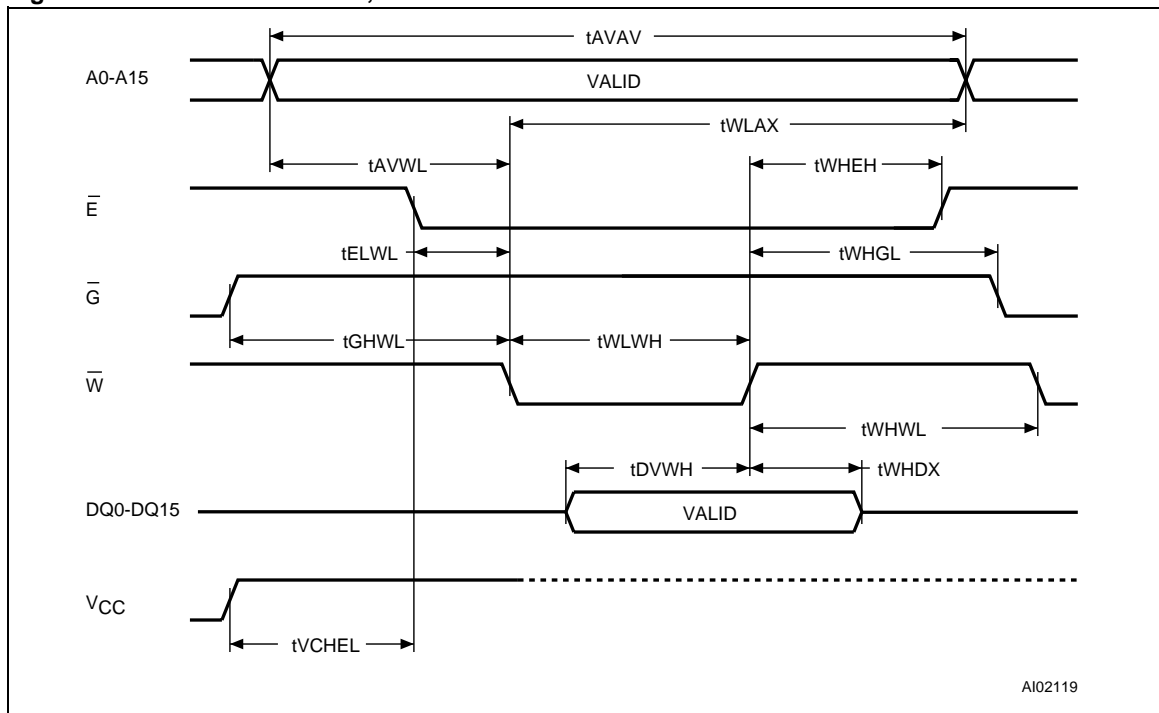 tAVAV
A0-A15
VALID
tWLAX
tAVWL
tWHEH
E̅
tELWL
tWHGL
G̅
tGHWL
tWLWH
W̅
tWHWL
tDVWH
tWHDX
DQ0-DQ15
VALID
VCC
tVCHEL
AI02119